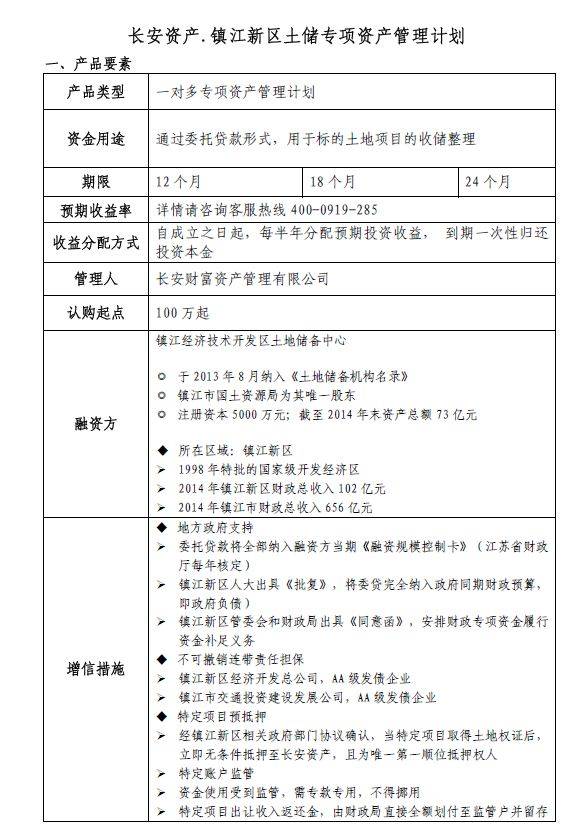 长安资产.镇江新区土储专项资产管理计划
一、产品要素
产品类型 一对多专项资产管理计划
资金用途 通过委托贷款形式，用于标的土地项目的收储整理
期限 12个月 18个月 24个月
预期收益率 详情请咨询客服热线 400-0919-285
收益分配方式 自成立之日起，每半年分配预期投资收益， 到期一次性归还
投资本金
管理人 长安财富资产管理有限公司
认购起点 100万起
融资方 镇江经济技术开发区土地储备中心
◎ 于2013年8月纳入《土地储备机构名录》
◎ 镇江市国土资源局为其唯一股东
◎ 注册资本5000万元；截至2014年末资产总额73亿元
◆ 所在区域：镇江新区
➢ 1998年特批的国家级开发经济区
➢ 2014年镇江新区财政总收入102亿元
➢ 2014年镇江市财政总收入656亿元
增信措施 ◆ 地方政府支持
➢ 委托贷款将全部纳入融资方当期《融资规模控制卡》（江苏省财政
厅每年核定）
➢ 镇江新区人大出具《批复》，将委贷完全纳入政府同期财政预算，
即政府负债）
➢ 镇江新区管委会和财政局出具《同意函》，安排财政专项资金履行
资金补足义务
◆ 不可撤销连带责任担保
➢ 镇江新区经济开发总公司，AA级发债企业
➢ 镇江市交通投资建设发展公司，AA级发债企业
◆ 特定项目预抵押
➢ 经镇江新区相关政府部门协议确认，当特定项目取得土地权证后，
立即无条件抵押至长安资产，且为唯一第一顺位抵押权人
➢ 特定账户监管
➢ 资金使用受到监管，需专款专用，不得挪用
➢ 特定项目出让收入返还金，由财政局直接全额划付至监管户并留存